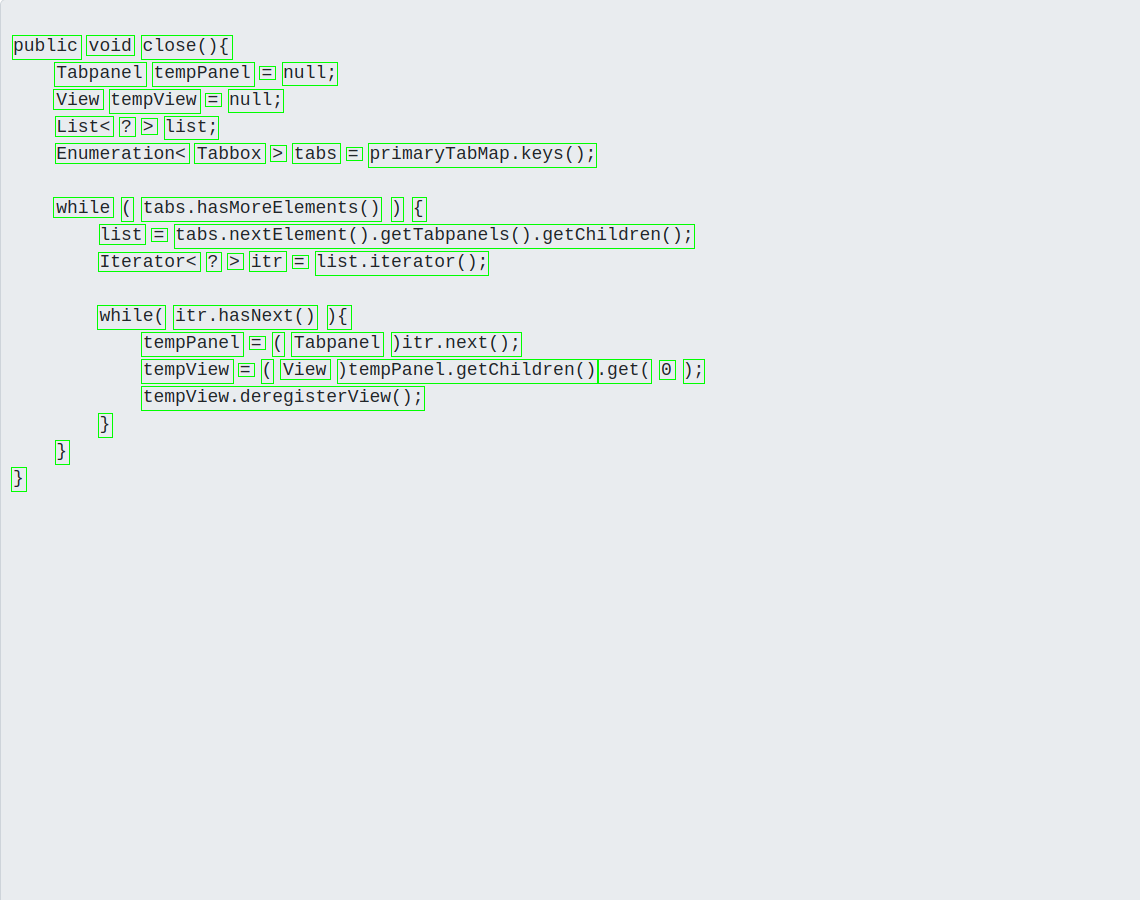 public void close(){
    Tabpanel tempPanel = null;
    View tempView = null;
    List< ? > list;
    Enumeration< Tabbox > tabs = primaryTabMap.keys();
    while ( tabs.hasMoreElements() ) {
        list = tabs.nextElement().getTabpanels().getChildren();
        Iterator< ? > itr = list.iterator();
        while( itr.hasNext() ){
            tempPanel = ( Tabpanel )itr.next();
            tempView = ( View )tempPanel.getChildren().get( 0 );
            tempView.deregisterView();
        }
    }
}